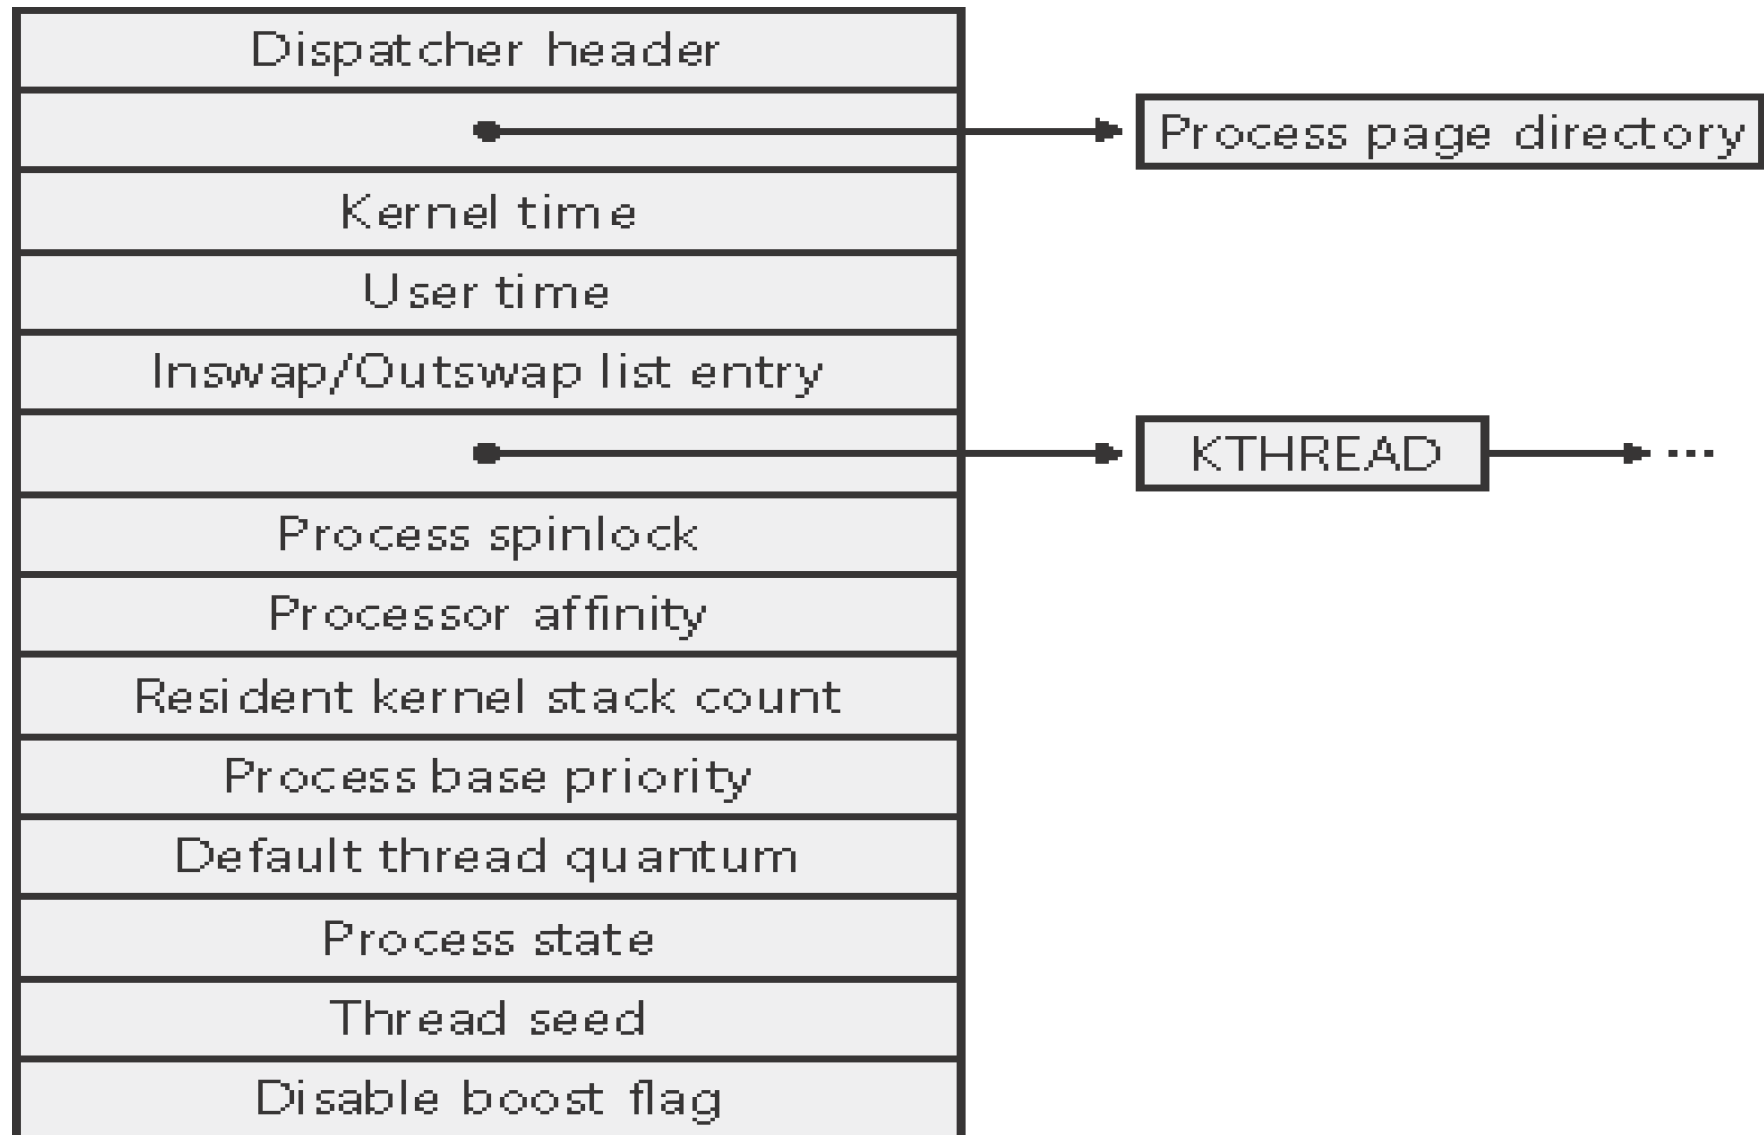 Dispatcher header
Process page directory
Kernel time
User time
Inswap/Outswap list entry
KTHREAD ...
Process spinlock
Processor affinity
Resident kernel stack count
Process base priority
Default thread quantum
Process state
Thread seed
Disable boost flag